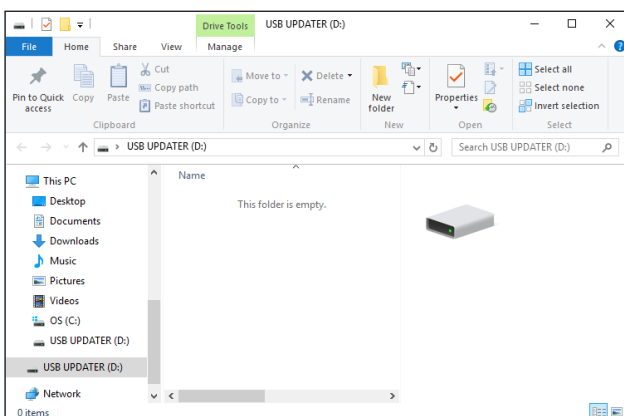 Drive Tools USB UPDATER (D:)
File Home Share View Manage
Pin to Quick access
Copy
Paste
Cut
Copy path
Paste shortcut
Clipboard
Move to
Copy to
Delete
Rename
Organize
New folder
New
Properties
Open
Select all
Select none
Invert selection
Select
USB UPDATER (D:)
Search USB UPDATER (D:)
This PC
Desktop
Documents
Downloads
Music
Pictures
Videos
OS (C:)
USB UPDATER (D:)
USB UPDATER (D:)
Network
Name
This folder is empty.
0 items